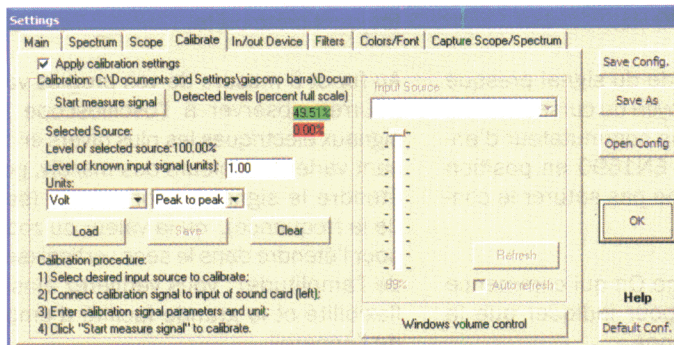 Settings
Main Spectrum Scope Calibrate In/out Device Filters Colors/Font Capture Scope/Spectrum
Apply calibration settings
Calibration: C:\Documents and Settings\giacomo barra\Docum
Start measure signal
Detected levels (percent full scale)
49.51%
0.00%
Selected Source:
Level of selected source:100.00%
Level of known input signal (units): 1.00
Units:
Volt Peak to peak
Load Save Clear
Calibration procedure:
1) Select desired input source to calibrate;
2) Connect calibration signal to input of sound card (left);
3) Enter calibration signal parameters and unit;
4) Click "Start measure signal" to calibrate.
Input Source
Refresh
Auto refresh
Windows volume control
Save Config.
Save As
Open Config
OK
Help
Default Conf.